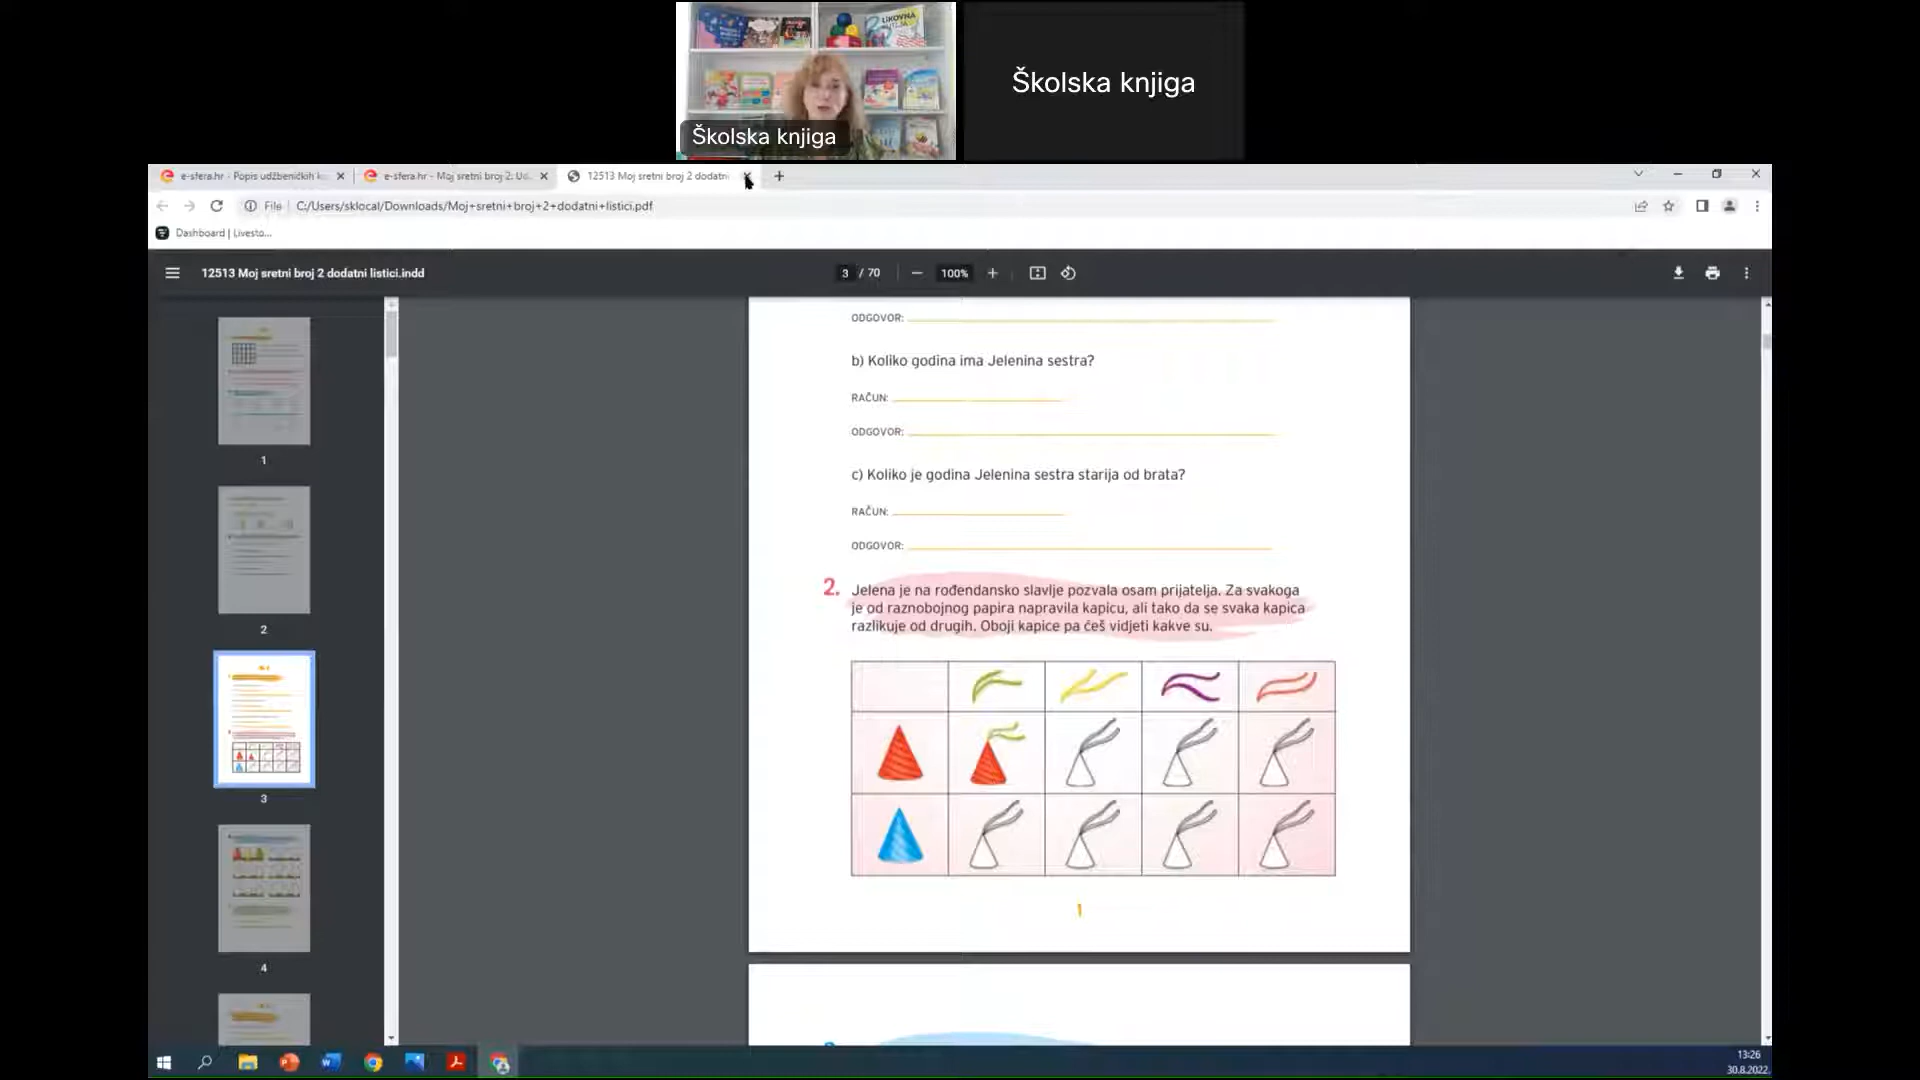 LIKOVNA
Školska knjiga
Školska knjiga
e-sfera.hr - Popis udžbeničkih k
e-sfera.hr - Moj sretni broj 2: Ud
12513 Moj sretni broj 2 dodatni
File C:/Users/sklocal/Downloads/Moj+sretni+broj+2+dodatni+listici.pdf
Dashboard | Livesto...
12513 Moj sretni broj 2 dodatni listici.indd
3 / 70
100%
1
2
3
4
ODGOVOR:
b) Koliko godina ima Jelenina sestra?
RAČUN:
ODGOVOR:
c) Koliko je godina Jelenina sestra starija od brata?
RAČUN:
ODGOVOR:
2. Jelena je na rođendansko slavlje pozvala osam prijatelja. Za svakoga
je od raznobojnog papira napravila kapicu, ali tako da se svaka kapica
razlikuje od drugih. Oboji kapice pa ćeš vidjeti kakve su.
1
13:26
30.8.2022.